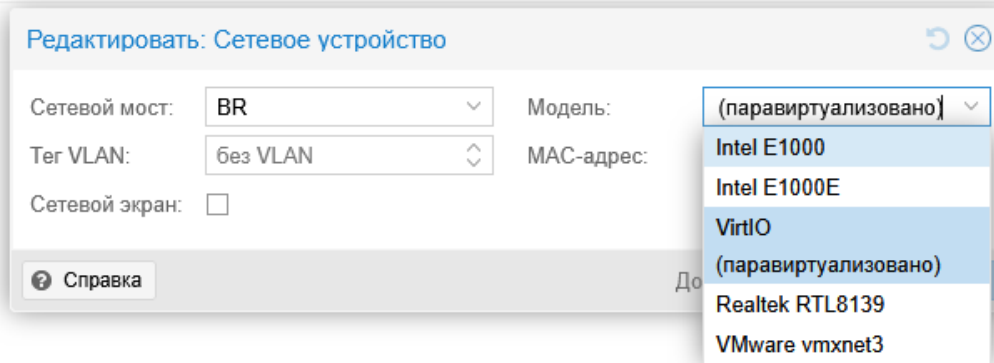 Редактировать: Сетевое устройство
Сетевой мост: BR Модель: (паравиртуализовано)
Тег VLAN: без VLAN MAC-адрес:
Сетевой экран:
Intel E1000
Intel E1000E
VirtIO
(паравиртуализовано)
Realtek RTL8139
VMware vmxnet3
Справка